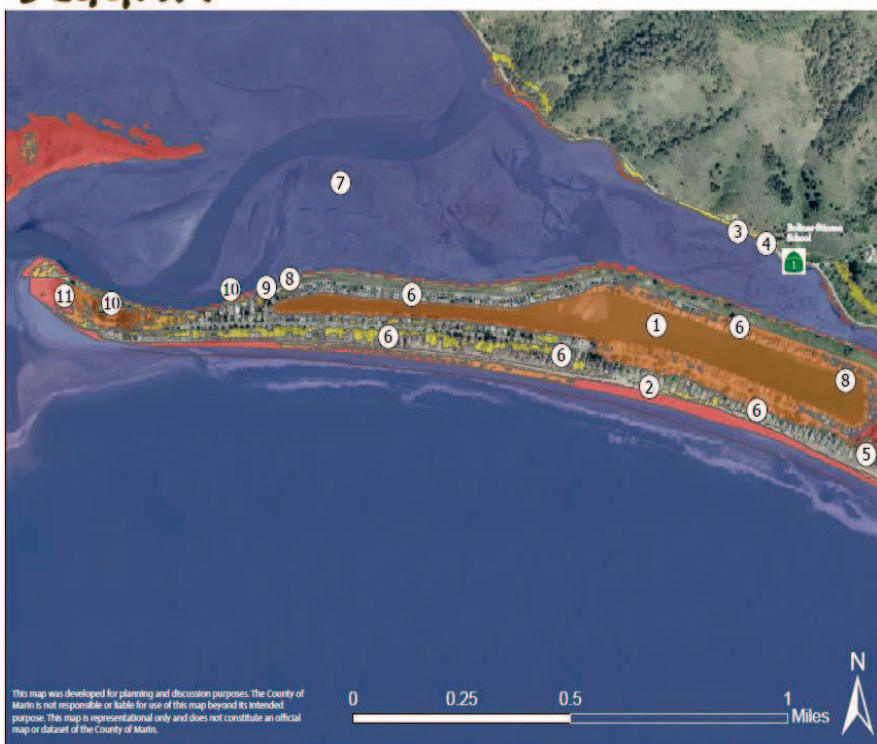 7
3
4
Bolinas-Stinson
School
1
11
10
10
9
8
6
6
6
1
6
2
6
8
5
This map was developed for planning and discussion purposes. The County of
Marin is not responsible or liable for use of this map beyond its intended
purpose. This map is representational only and does not constitute an official
map or dataset of the County of Marin.
0
0.25
0.5
1
Miles
N